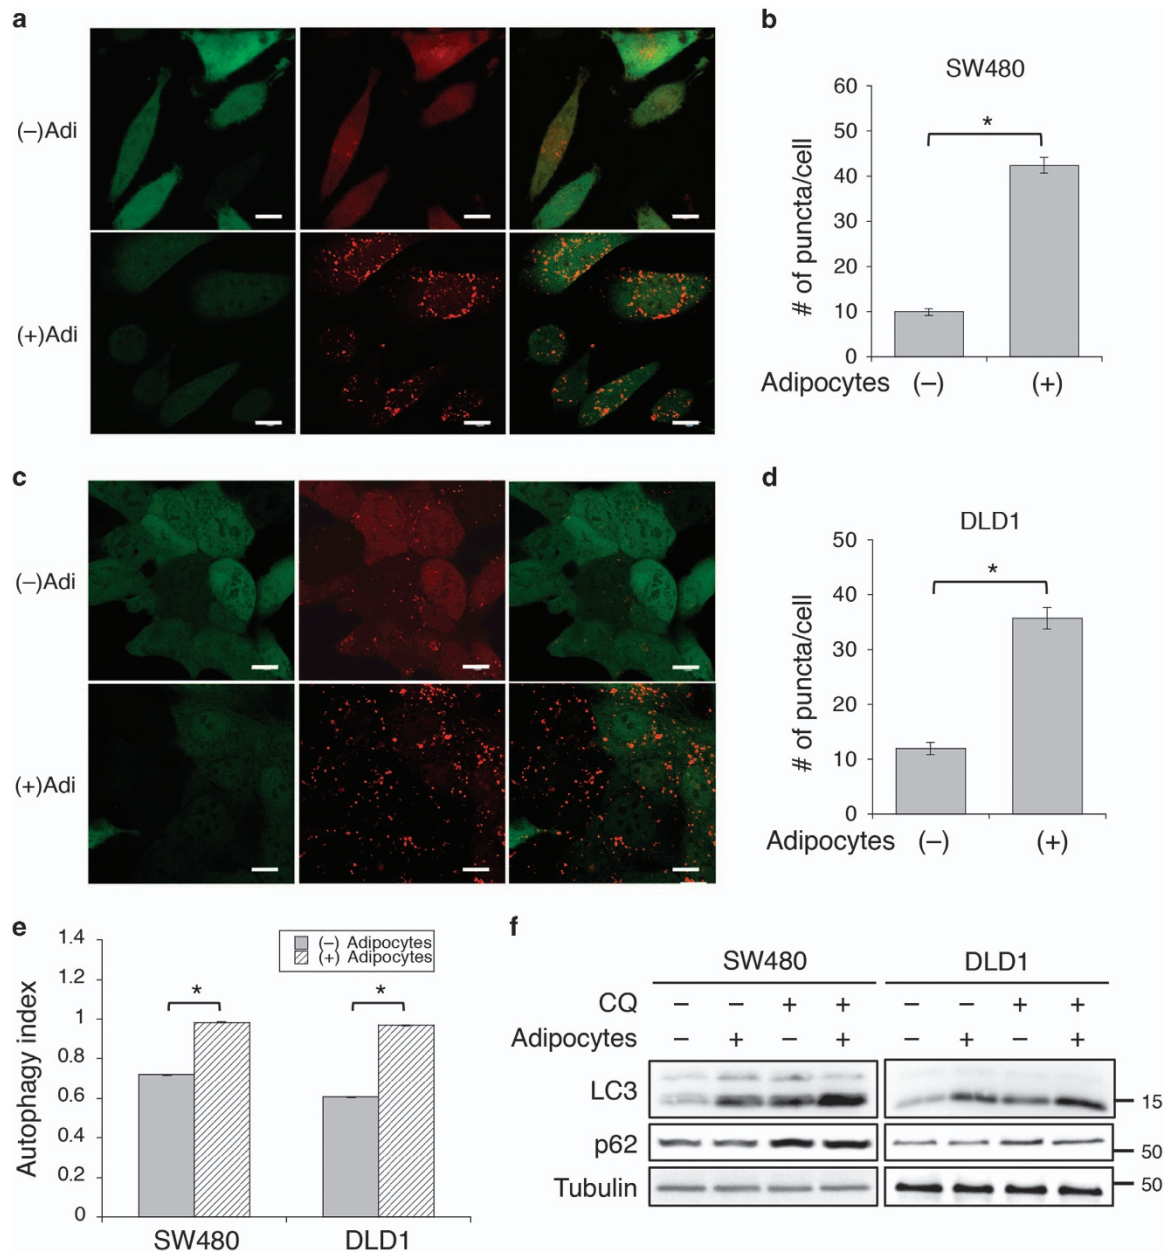 a
(–)Adi
(+)Adi
b
SW480
60
50
40
30
20
10
0
# of puncta/cell
*
Adipocytes (–) (+)
c
(–)Adi
(+)Adi
d
DLD1
50
40
30
20
10
0
# of puncta/cell
*
Adipocytes (–) (+)
e
1.4
1.2
1
0.8
0.6
0.4
0.2
0
Autophagy index
(–) Adipocytes
(+) Adipocytes
* *
SW480 DLD1
f
SW480 DLD1
CQ – – + + – – + +
Adipocytes – + – + – + – +
LC3 15
p62 50
Tubulin 50